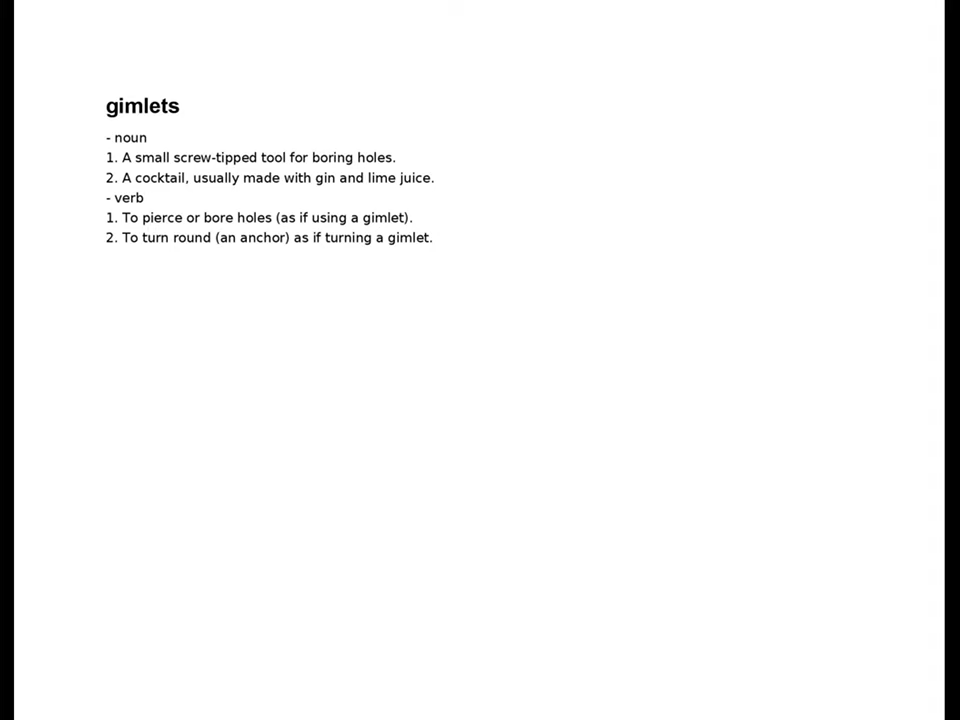 gimlets
- noun
1. A small screw-tipped tool for boring holes.
2. A cocktail, usually made with gin and lime juice.
- verb
1. To pierce or bore holes (as if using a gimlet).
2. To turn round (an anchor) as if turning a gimlet.